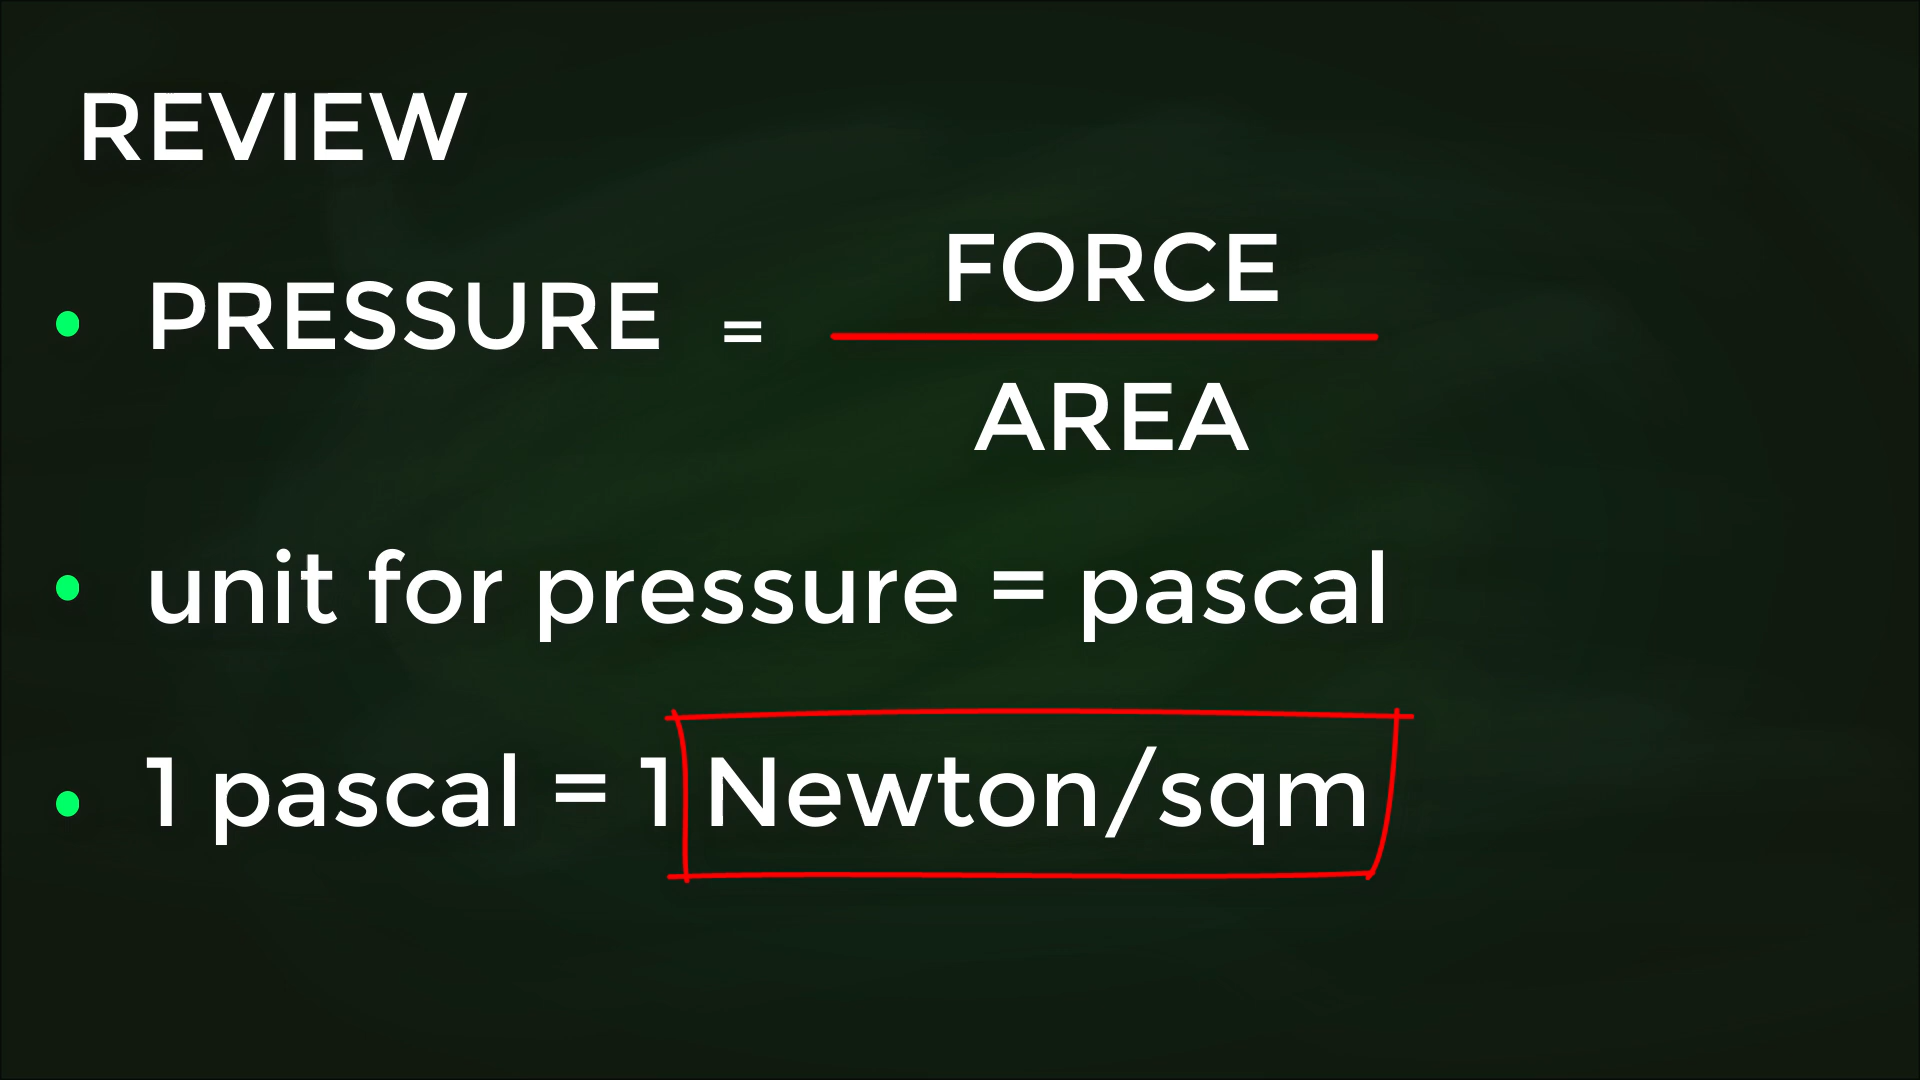 REVIEW
PRESSURE = FORCE
AREA
unit for pressure = pascal
1 pascal = 1 Newton/sqm